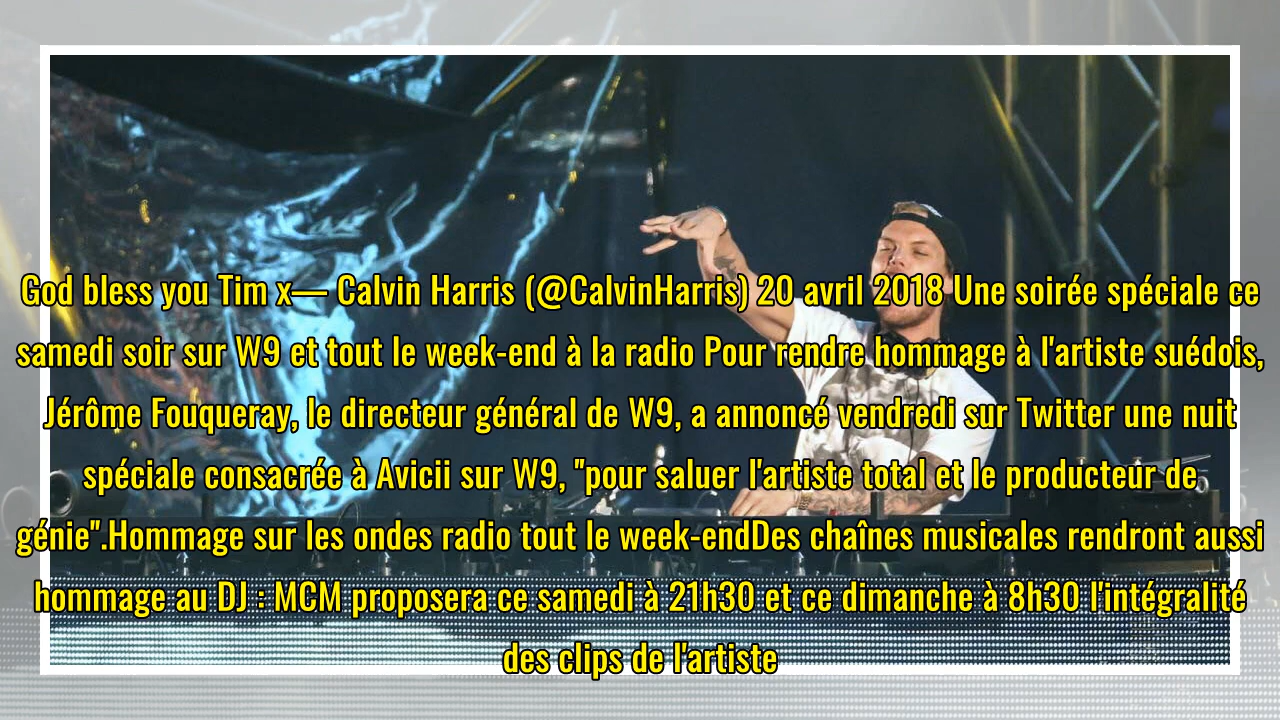 God bless you Tim x— Calvin Harris (@CalvinHarris) 20 avril 2018 Une soirée spéciale ce
samedi soir sur W9 et tout le week-end à la radio Pour rendre hommage à l'artiste suédois,
Jérôme Fouqueray, le directeur général de W9, a annoncé vendredi sur Twitter une nuit
spéciale consacrée à Avicii sur W9, "pour saluer l'artiste total et le producteur de
génie".Hommage sur les ondes radio tout le week-endDes chaînes musicales rendront aussi
hommage au DJ : MCM proposera ce samedi à 21h30 et ce dimanche à 8h30 l'intégralité
des clips de l'artiste